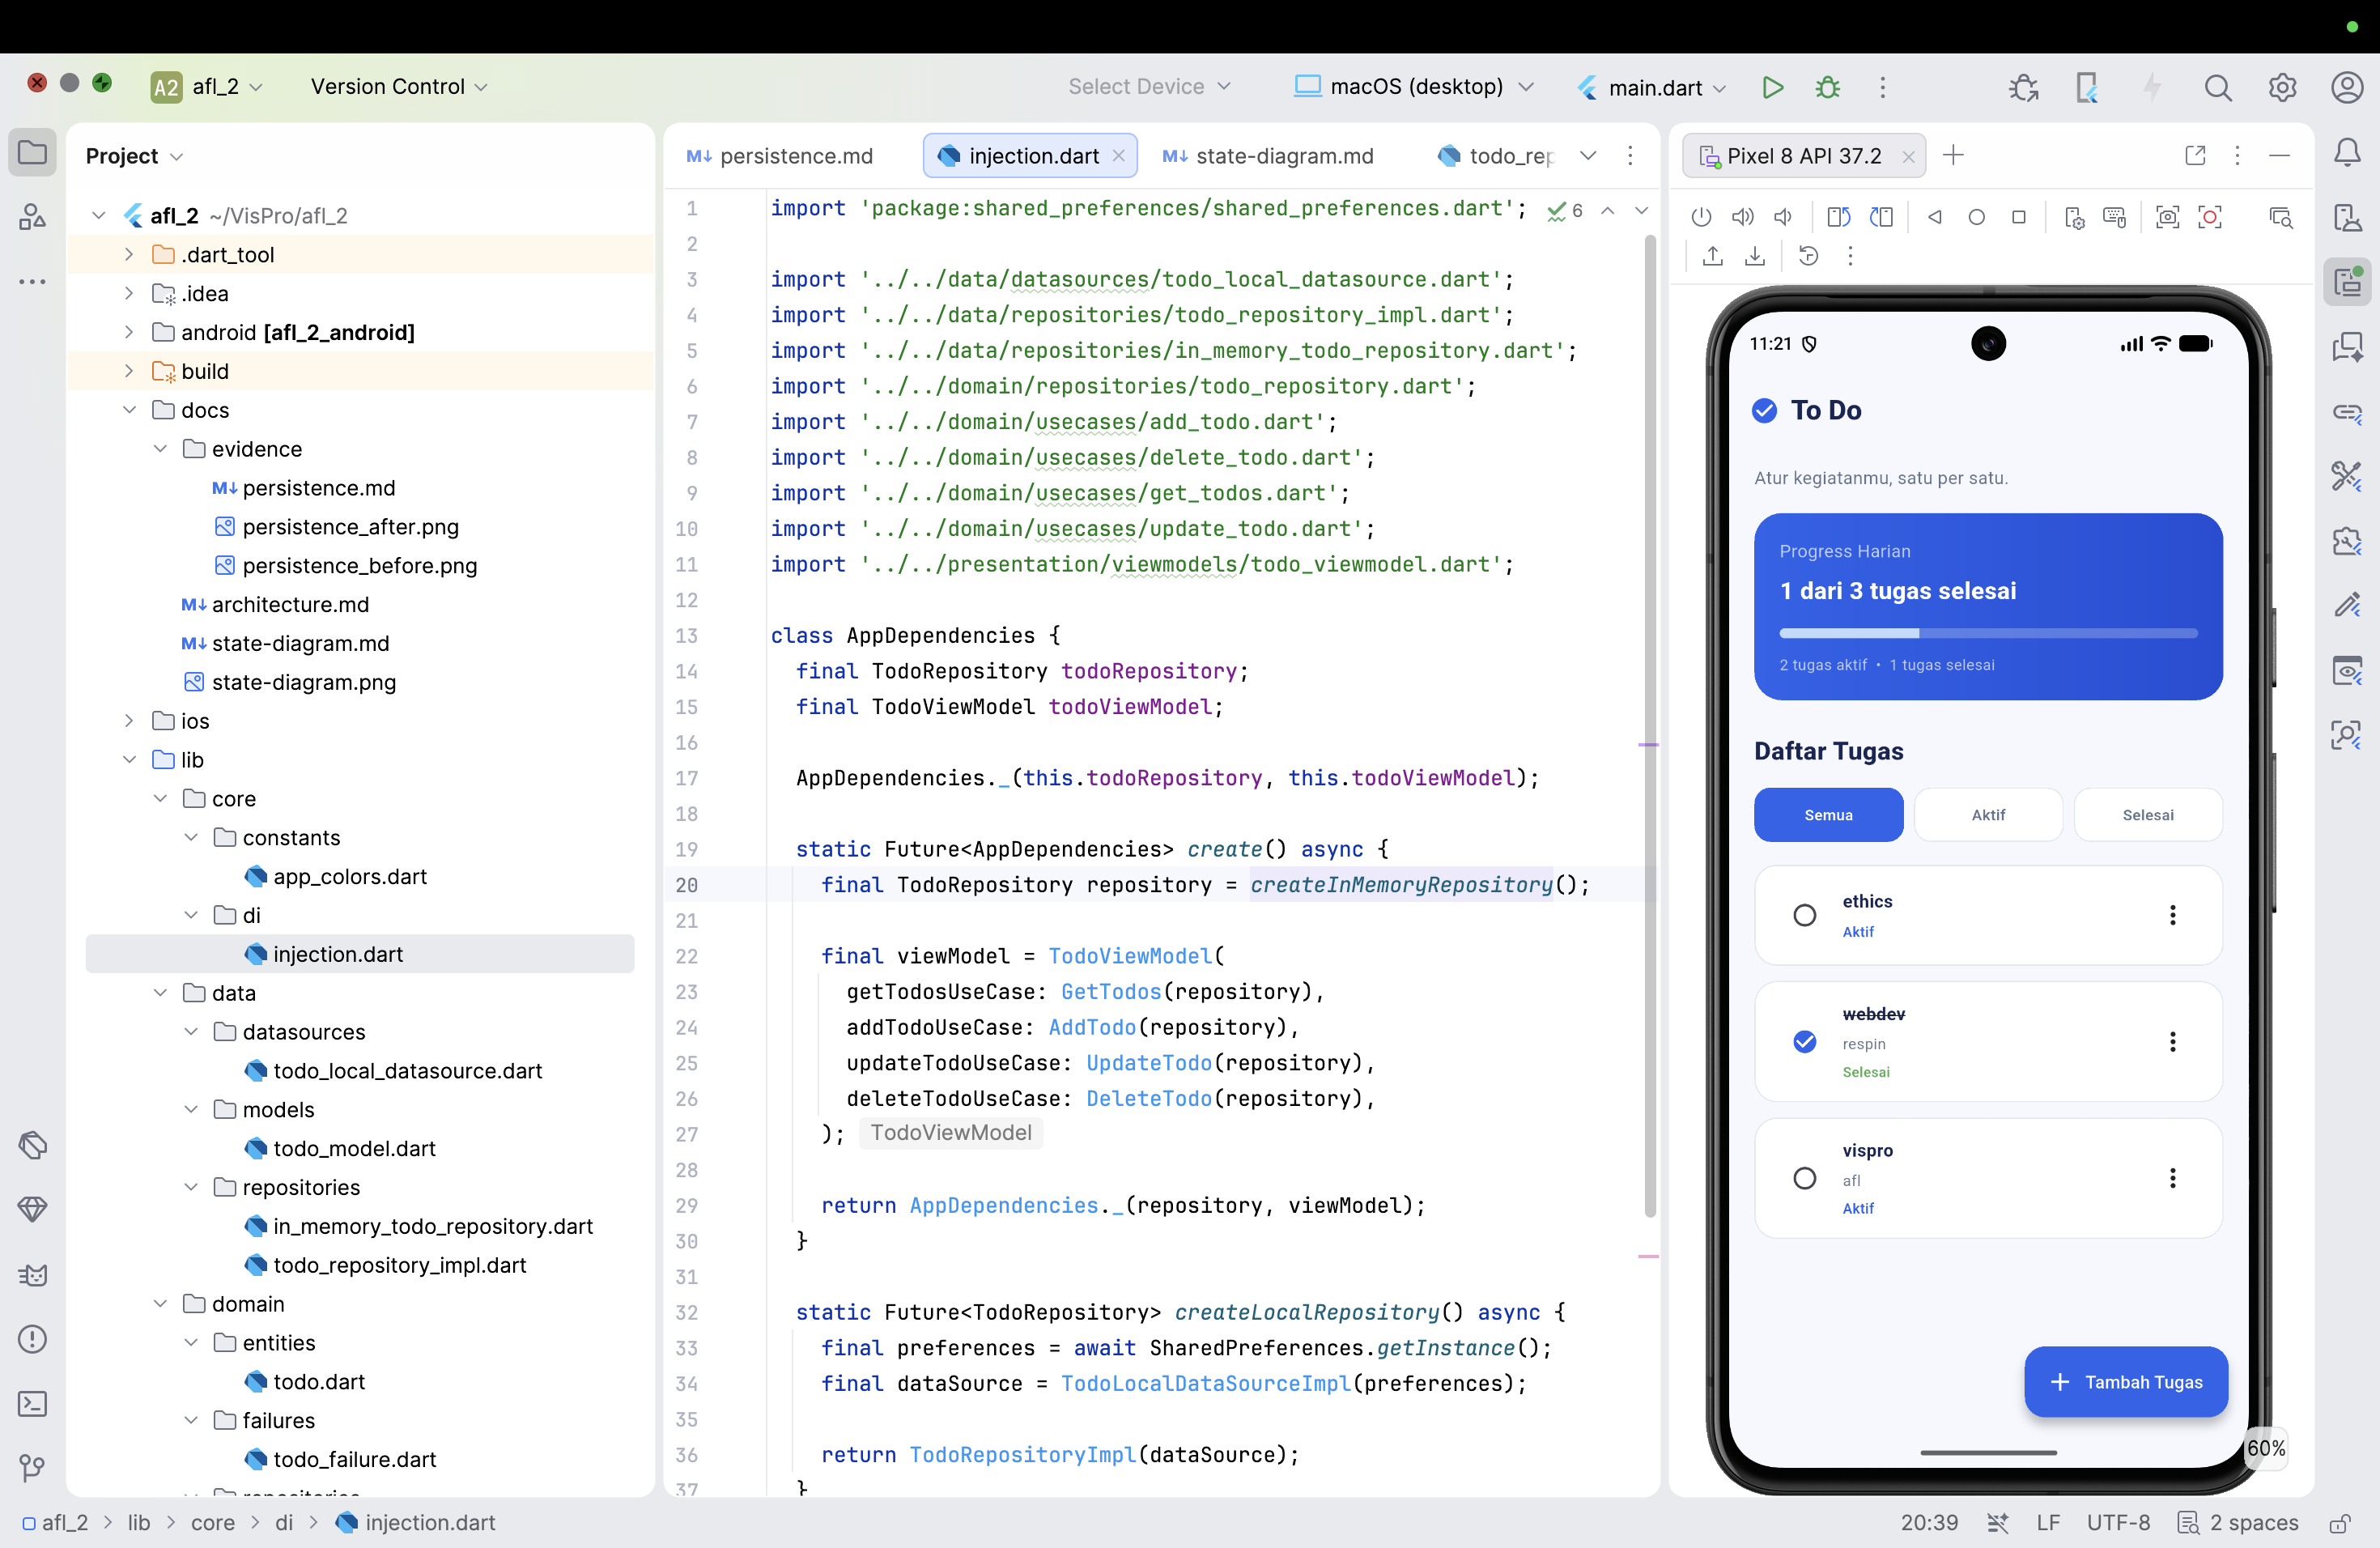 A2 afl_2
Version Control
Select Device
macOS (desktop)
main.dart
Project
afl_2 ~/VisPro/afl_2
.dart_tool
.idea
android [afl_2_android]
build
docs
evidence
M↓ persistence.md
persistence_after.png
persistence_before.png
M↓ architecture.md
M↓ state-diagram.md
state-diagram.png
ios
lib
core
constants
app_colors.dart
di
injection.dart
data
datasources
todo_local_datasource.dart
models
todo_model.dart
repositories
in_memory_todo_repository.dart
todo_repository_impl.dart
domain
entities
todo.dart
failures
todo_failure.dart
M↓ persistence.md
injection.dart
M↓ state-diagram.md
todo_rep
6
1 import 'package:shared_preferences/shared_preferences.dart';
2
3 import '../../data/datasources/todo_local_datasource.dart';
4 import '../../data/repositories/todo_repository_impl.dart';
5 import '../../data/repositories/in_memory_todo_repository.dart';
6 import '../../domain/repositories/todo_repository.dart';
7 import '../../domain/usecases/add_todo.dart';
8 import '../../domain/usecases/delete_todo.dart';
9 import '../../domain/usecases/get_todos.dart';
10 import '../../domain/usecases/update_todo.dart';
11 import '../../presentation/viewmodels/todo_viewmodel.dart';
12
13 class AppDependencies {
14 final TodoRepository todoRepository;
15 final TodoViewModel todoViewModel;
16
17 AppDependencies._(this.todoRepository, this.todoViewModel);
18
19 static Future<AppDependencies> create() async {
20 final TodoRepository repository = createInMemoryRepository();
21
22 final viewModel = TodoViewModel(
23 getTodosUseCase: GetTodos(repository),
24 addTodoUseCase: AddTodo(repository),
25 updateTodoUseCase: UpdateTodo(repository),
26 deleteTodoUseCase: DeleteTodo(repository),
27 ); TodoViewModel
28
29 return AppDependencies._(repository, viewModel);
30 }
31
32 static Future<TodoRepository> createLocalRepository() async {
33 final preferences = await SharedPreferences.getInstance();
34 final dataSource = TodoLocalDataSourceImpl(preferences);
35
36 return TodoRepositoryImpl(dataSource);
37 }
Pixel 8 API 37.2
11:21
To Do
Atur kegiatanmu, satu per satu.
Progress Harian
1 dari 3 tugas selesai
2 tugas aktif • 1 tugas selesai
Daftar Tugas
Semua Aktif Selesai
ethics
Aktif
webdev
respin
Selesai
vispro
afl
Aktif
+ Tambah Tugas
60%
afl_2 > lib > core > di > injection.dart
20:39 LF UTF-8 2 spaces